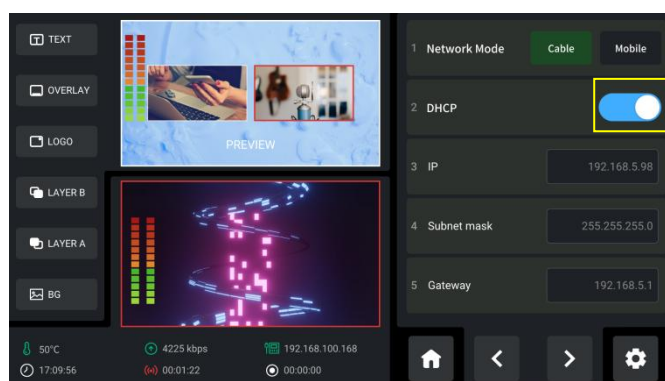 TEXT
OVERLAY
LOGO
LAYER B
LAYER A
BG
PREVIEW
50°C
4225 kbps
192.168.100.168
17:09:56
00:01:22
00:00:00
1 Network Mode Cable Mobile
2 DHCP
3 IP 192.168.5.98
4 Subnet mask 255.255.255.0
5 Gateway 192.168.5.1